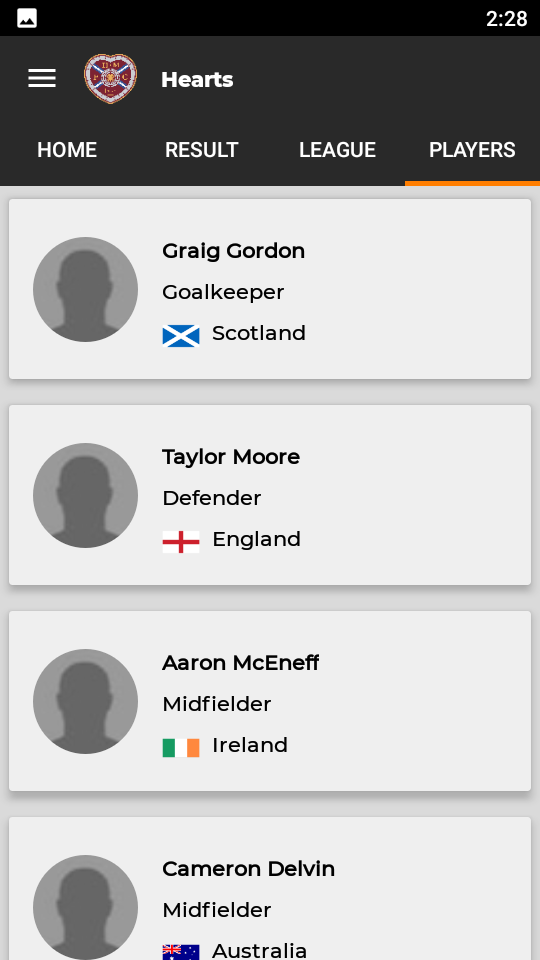 2:28
Hearts
HOME RESULT LEAGUE PLAYERS
Graig Gordon
Goalkeeper
Scotland
Taylor Moore
Defender
England
Aaron McEneff
Midfielder
Ireland
Cameron Delvin
Midfielder
Australia